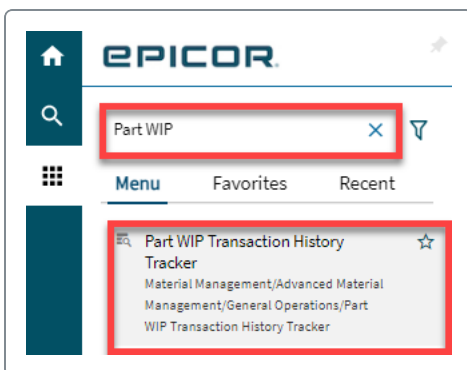 EPICOR.
Part WIP
Menu Favorites Recent
Part WIP Transaction History
Tracker
Material Management/Advanced Material
Management/General Operations/Part
WIP Transaction History Tracker